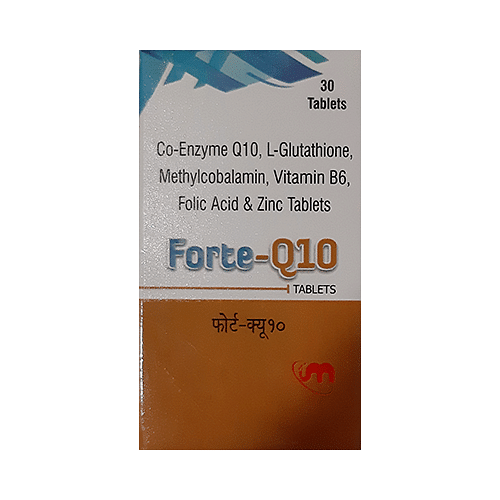 30
Tablets
Co-Enzyme Q10, L-Glutathione,
Methylcobalamin, Vitamin B6,
Folic Acid & Zinc Tablets
Forte-Q10
TABLETS
फोर्ट-क्यू१०